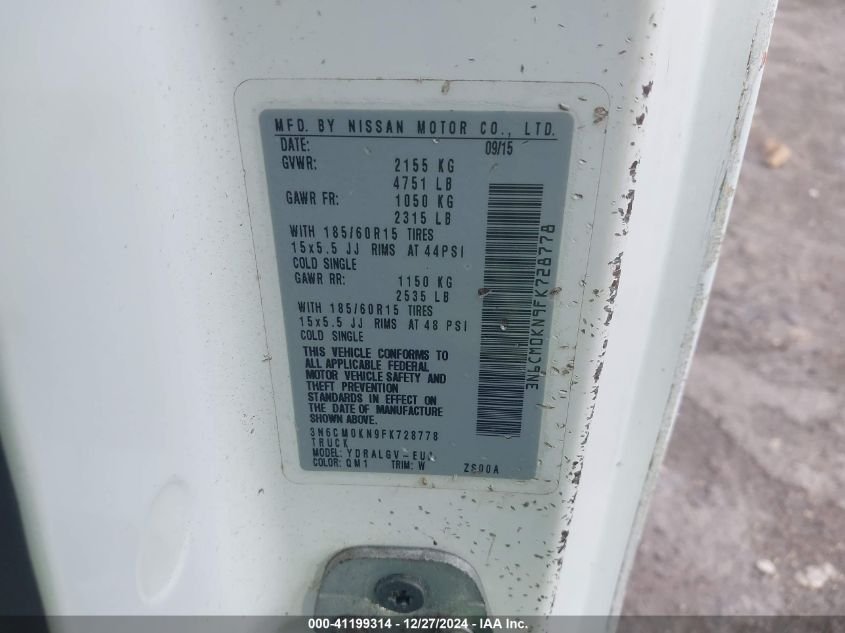 MFD. BY NISSAN MOTOR CO., LTD.
DATE: 09/15
GVWR: 2155 KG
4751 LB
GAWR FR: 1050 KG
2315 LB
WITH 185/60R15 TIRES
15x5.5 JJ RIMS AT 44PSI
COLD SINGLE
GAWR RR: 1150 KG
2535 LB
WITH 185/60R15 TIRES
15x5.5 JJ RIMS AT 48 PSI
COLD SINGLE
THIS VEHICLE CONFORMS TO
ALL APPLICABLE FEDERAL
MOTOR VEHICLE SAFETY AND
THEFT PREVENTION
STANDARDS IN EFFECT ON
THE DATE OF MANUFACTURE
SHOWN ABOVE.
3N6CM0KN9FK728778
TRUCK
MODEL: YDRALGV-EUA
COLOR: QM1 TRIM: W ZS00A
3N6CM0KN9FK728778
000-41199314 - 12/27/2024 - IAA Inc.